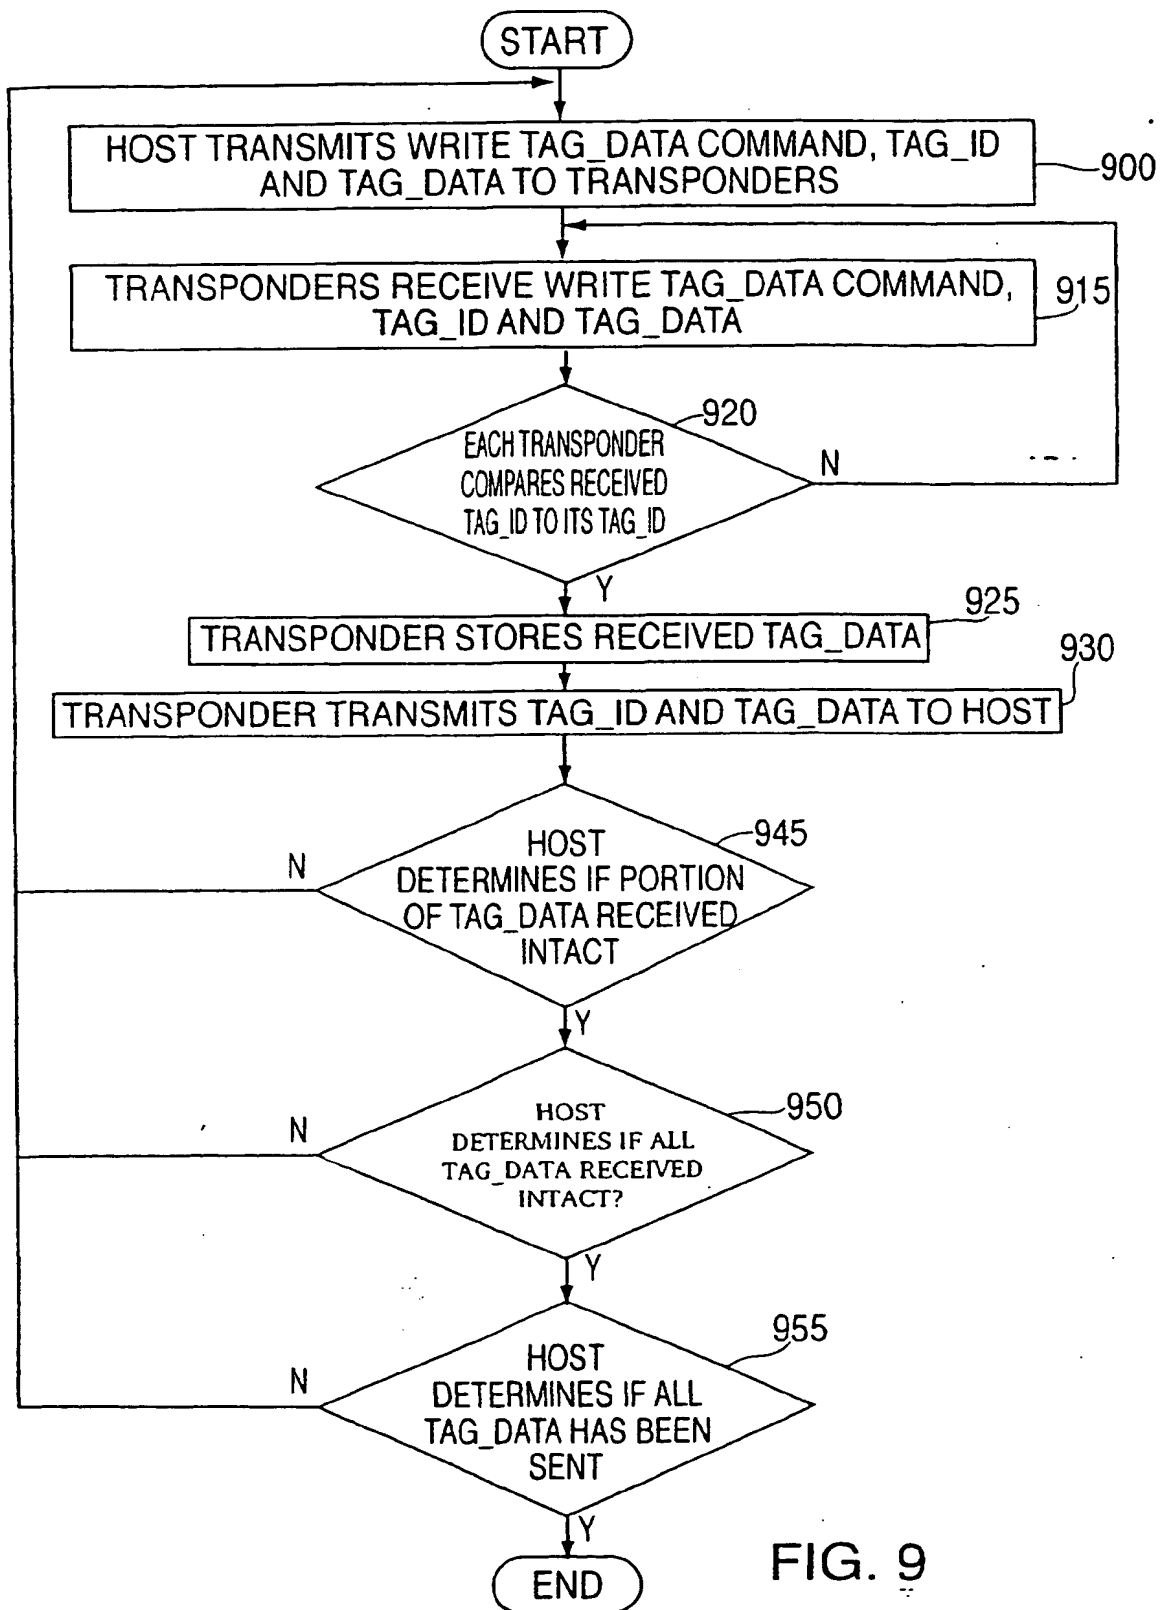 START
HOST TRANSMITS WRITE TAG_DATA COMMAND, TAG_ID
AND TAG_DATA TO TRANSPONDERS
900
TRANSPONDERS RECEIVE WRITE TAG_DATA COMMAND,
TAG_ID AND TAG_DATA
915
920
EACH TRANSPONDER
COMPARES RECEIVED
TAG_ID TO ITS TAG_ID
N
Y
925
TRANSPONDER STORES RECEIVED TAG_DATA
930
TRANSPONDER TRANSMITS TAG_ID AND TAG_DATA TO HOST
945
HOST
DETERMINES IF PORTION
OF TAG_DATA RECEIVED
INTACT
N
Y
950
HOST
DETERMINES IF ALL
TAG_DATA RECEIVED
INTACT?
N
Y
955
HOST
DETERMINES IF ALL
TAG_DATA HAS BEEN
SENT
N
Y
END
FIG. 9